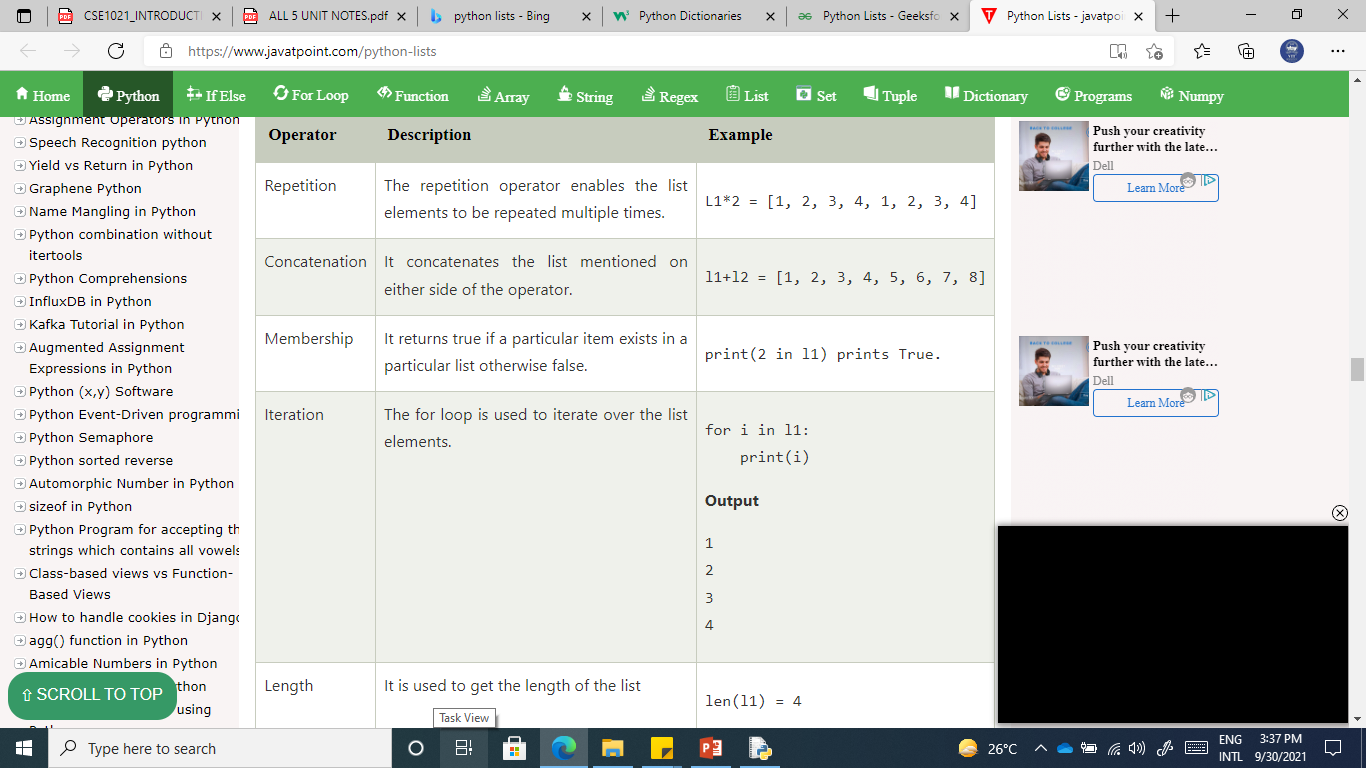 CSE1021_INTRODUCTI
ALL 5 UNIT NOTES.pdf
python lists - Bing
Python Dictionaries
Python Lists - Geeksfo
Python Lists - javatpoi
https://www.javatpoint.com/python-lists
Home Python If Else For Loop Function Array String Regex List Set Tuple Dictionary Programs Numpy
Assignment Operators in Python
Speech Recognition python
Yield vs Return in Python
Graphene Python
Name Mangling in Python
Python combination without
itertools
Python Comprehensions
InfluxDB in Python
Kafka Tutorial in Python
Augmented Assignment
Expressions in Python
Python (x,y) Software
Python Event-Driven programmi
Python Semaphore
Python sorted reverse
Automorphic Number in Python
sizeof in Python
Python Program for accepting th
strings which contains all vowels
Class-based views vs Function-
Based Views
How to handle cookies in Django
agg() function in Python
Amicable Numbers in Python
thon
using
⇧ SCROLL TO TOP
Operator Description Example
Repetition
The repetition operator enables the list
elements to be repeated multiple times.
L1*2 = [1, 2, 3, 4, 1, 2, 3, 4]
Concatenation
It concatenates the list mentioned on
either side of the operator.
l1+l2 = [1, 2, 3, 4, 5, 6, 7, 8]
Membership
It returns true if a particular item exists in a
particular list otherwise false.
print(2 in l1) prints True.
Iteration
The for loop is used to iterate over the list
elements.
for i in l1:
    print(i)
Output
1
2
3
4
Length
It is used to get the length of the list
len(l1) = 4
Push your creativity
further with the late...
Dell
Learn More
Push your creativity
further with the late...
Dell
Learn More
Task View
Type here to search
26°C
ENG
INTL
3:37 PM
9/30/2021